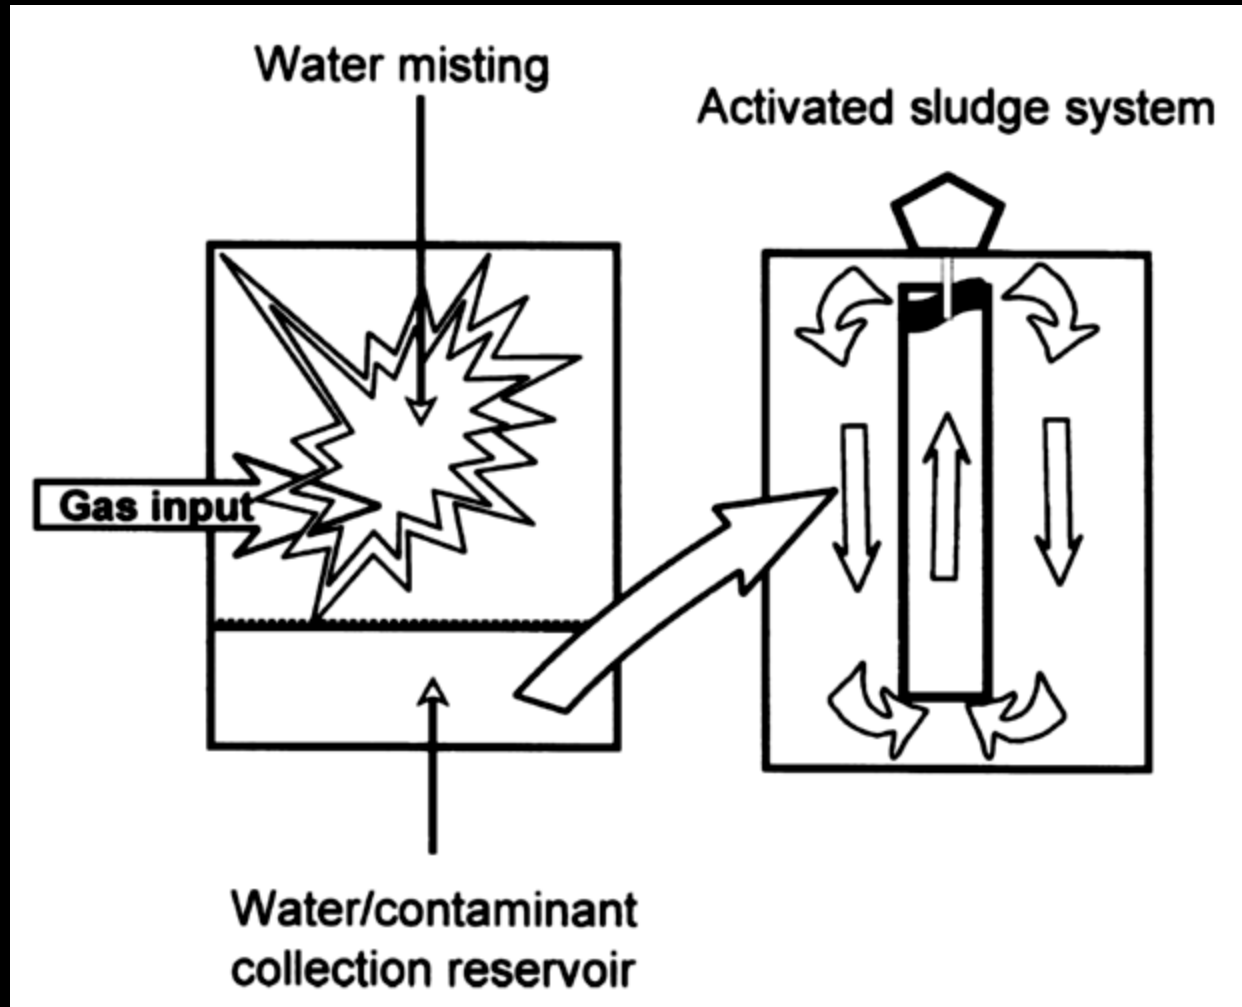 Water misting
Activated sludge system
Gas input
Water/contaminant
collection reservoir